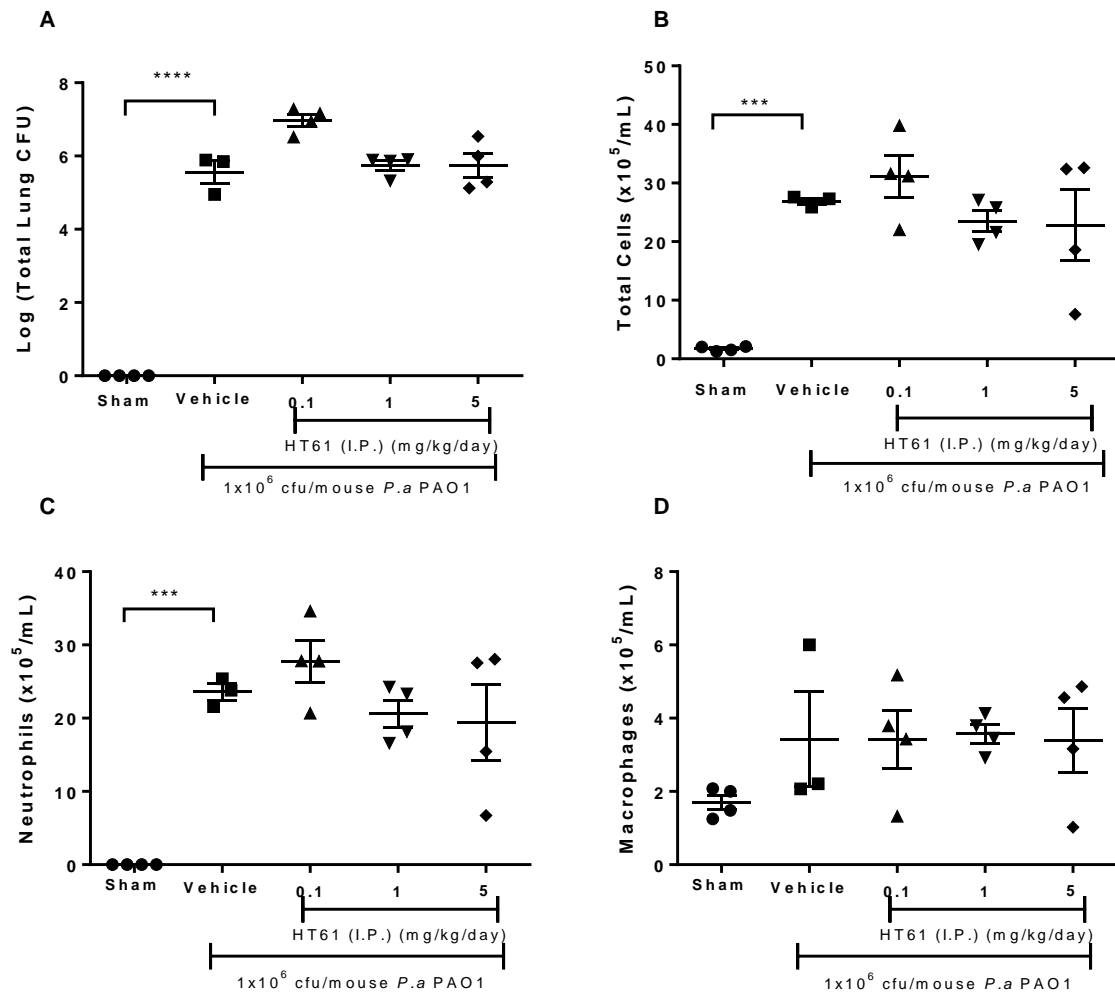 A
Log (Total Lung CFU)
8
6
4
2
0
****
Sham Vehicle 0.1 1 5
HT61 (I.P.) (mg/kg/day)
1x10⁶ cfu/mouse P.a PAO1
B
Total Cells (x10⁵/mL)
50
40
30
20
10
0
***
Sham Vehicle 0.1 1 5
HT61 (I.P.) (mg/kg/day)
1x10⁶ cfu/mouse P.a PAO1
C
Neutrophils (x10⁵/mL)
40
30
20
10
0
***
Sham Vehicle 0.1 1 5
HT61 (I.P.) (mg/kg/day)
1x10⁶ cfu/mouse P.a PAO1
D
Macrophages (x10⁵/mL)
8
6
4
2
0
Sham Vehicle 0.1 1 5
HT61 (I.P.) (mg/kg/day)
1x10⁶ cfu/mouse P.a PAO1